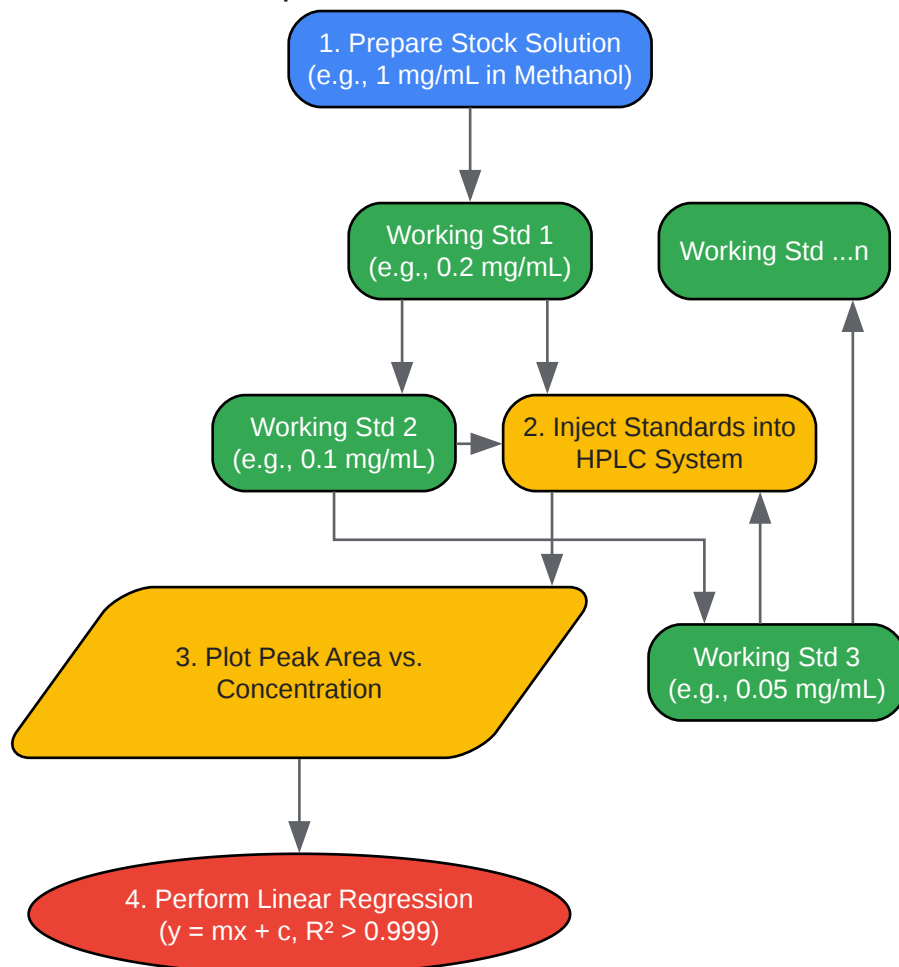 1. Prepare Stock Solution
(e.g., 1 mg/mL in Methanol)
Working Std 1
(e.g., 0.2 mg/mL)
Working Std ...n
Working Std 2
(e.g., 0.1 mg/mL)
2. Inject Standards into
HPLC System
3. Plot Peak Area vs.
Concentration
Working Std 3
(e.g., 0.05 mg/mL)
4. Perform Linear Regression
(y = mx + c, R² > 0.999)